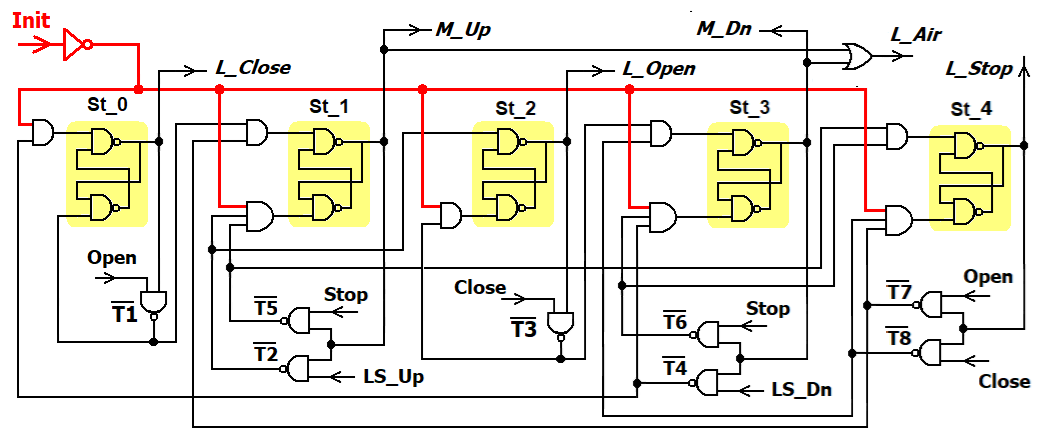 Init
M_Up
M_Dn
L_Air
L_Close
L_Open
L_Stop
St_0
St_1
St_2
St_3
St_4
Open
T1
T5
Stop
T2
LS_Up
Close
T3
T6
Stop
T4
LS_Dn
T7
Open
T8
Close